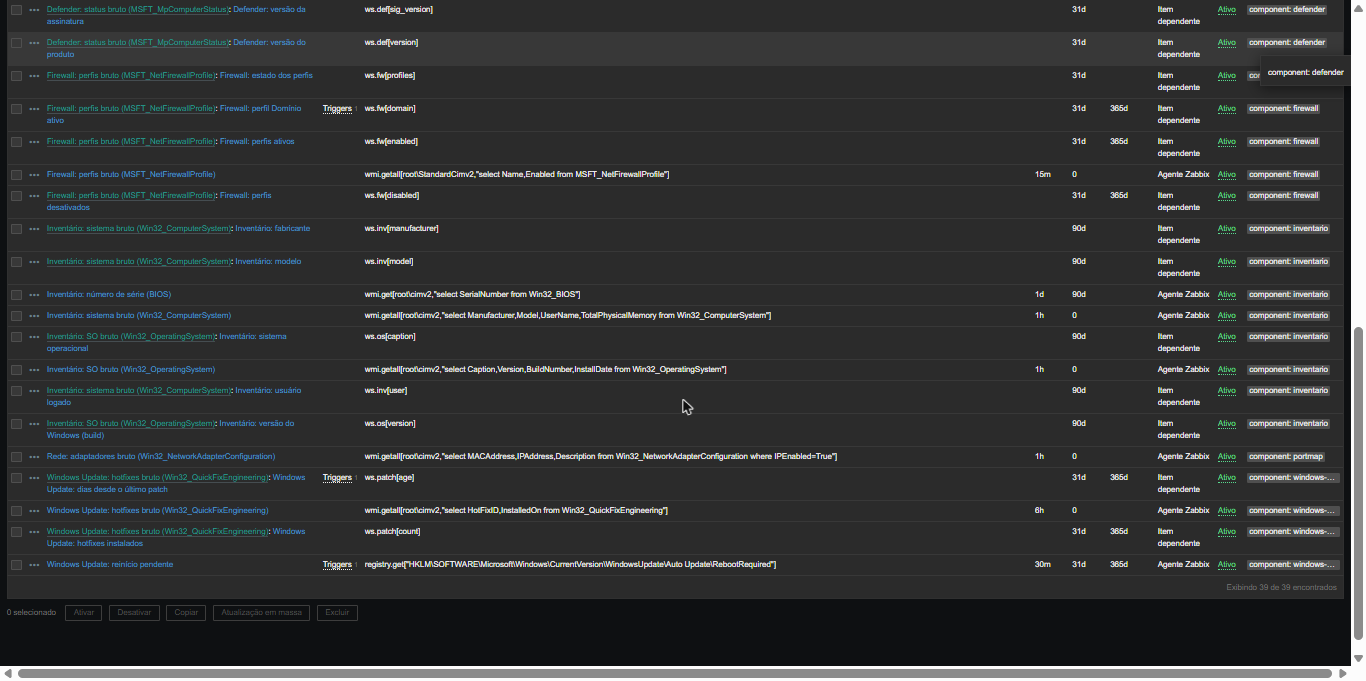 Defender: status bruto (MSFT_MpComputerStatus): Defender: versão da assinatura ws.def[sig_version] 31d Item dependente Ativo component: defender
Defender: status bruto (MSFT_MpComputerStatus): Defender: versão do produto ws.def[version] 31d Item dependente Ativo component: defender
Firewall: perfis bruto (MSFT_NetFirewallProfile): Firewall: estado dos perfis ws.fw[profiles] 31d Item dependente Ativo
component: defender
Firewall: perfis bruto (MSFT_NetFirewallProfile): Firewall: perfil Domínio ativo Triggers 1 ws.fw[domain] 31d 365d Item dependente Ativo component: firewall
Firewall: perfis bruto (MSFT_NetFirewallProfile): Firewall: perfis ativos ws.fw[enabled] 31d 365d Item dependente Ativo component: firewall
Firewall: perfis bruto (MSFT_NetFirewallProfile) wmi.getall[root\StandardCimv2,"select Name,Enabled from MSFT_NetFirewallProfile"] 15m 0 Agente Zabbix Ativo component: firewall
Firewall: perfis bruto (MSFT_NetFirewallProfile): Firewall: perfis desativados ws.fw[disabled] 31d 365d Item dependente Ativo component: firewall
Inventário: sistema bruto (Win32_ComputerSystem): Inventário: fabricante ws.inv[manufacturer] 90d Item dependente Ativo component: inventario
Inventário: sistema bruto (Win32_ComputerSystem): Inventário: modelo ws.inv[model] 90d Item dependente Ativo component: inventario
Inventário: número de série (BIOS) wmi.get[root\cimv2,"select SerialNumber from Win32_BIOS"] 1d 90d Agente Zabbix Ativo component: inventario
Inventário: sistema bruto (Win32_ComputerSystem) wmi.getall[root\cimv2,"select Manufacturer,Model,UserName,TotalPhysicalMemory from Win32_ComputerSystem"] 1h 0 Agente Zabbix Ativo component: inventario
Inventário: SO bruto (Win32_OperatingSystem): Inventário: sistema operacional ws.os[caption] 90d Item dependente Ativo component: inventario
Inventário: SO bruto (Win32_OperatingSystem) wmi.getall[root\cimv2,"select Caption,Version,BuildNumber,InstallDate from Win32_OperatingSystem"] 1h 0 Agente Zabbix Ativo component: inventario
Inventário: sistema bruto (Win32_ComputerSystem): Inventário: usuário logado ws.inv[user] 90d Item dependente Ativo component: inventario
Inventário: SO bruto (Win32_OperatingSystem): Inventário: versão do Windows (build) ws.os[version] 90d Item dependente Ativo component: inventario
Rede: adaptadores bruto (Win32_NetworkAdapterConfiguration) wmi.getall[root\cimv2,"select MACAddress,IPAddress,Description from Win32_NetworkAdapterConfiguration where IPEnabled=True"] 1h 0 Agente Zabbix Ativo component: portmap
Windows Update: hotfixes bruto (Win32_QuickFixEngineering): Windows Update: dias desde o último patch Triggers 1 ws.patch[age] 31d 365d Item dependente Ativo component: windows-...
Windows Update: hotfixes bruto (Win32_QuickFixEngineering) wmi.getall[root\cimv2,"select HotFixID,InstalledOn from Win32_QuickFixEngineering"] 6h 0 Agente Zabbix Ativo component: windows-...
Windows Update: hotfixes bruto (Win32_QuickFixEngineering): Windows Update: hotfixes instalados ws.patch[count] 31d 365d Item dependente Ativo component: windows-...
Windows Update: reinício pendente Triggers 1 registry.get["HKLM\SOFTWARE\Microsoft\Windows\CurrentVersion\WindowsUpdate\Auto Update\RebootRequired"] 30m 31d 365d Agente Zabbix Ativo component: windows-...
Exibindo 39 de 39 encontrados
0 selecionado Ativar Desativar Copiar Atualização em massa Excluir